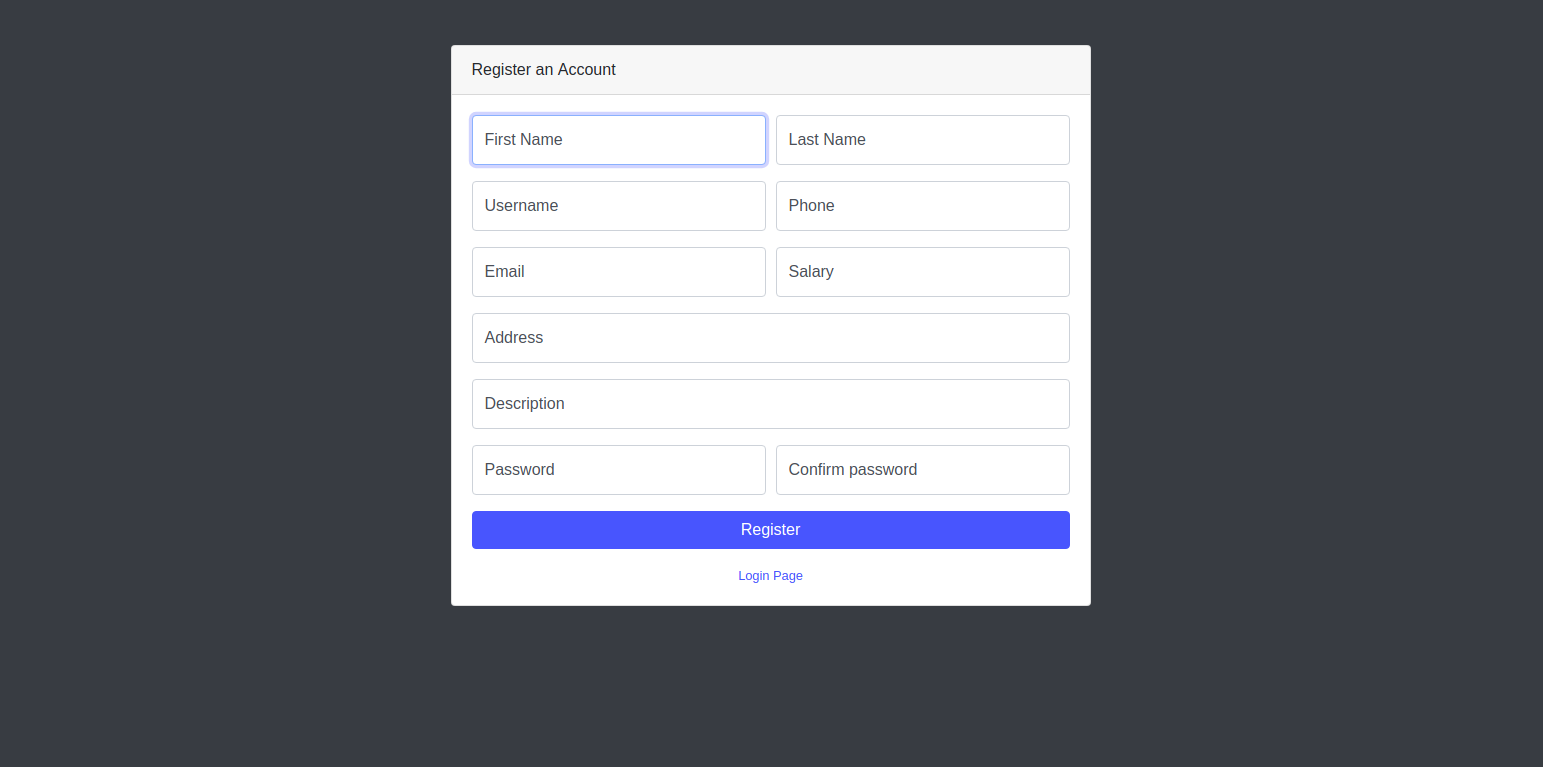 Register an Account
First Name
Last Name
Username
Phone
Email
Salary
Address
Description
Password
Confirm password
Register
Login Page